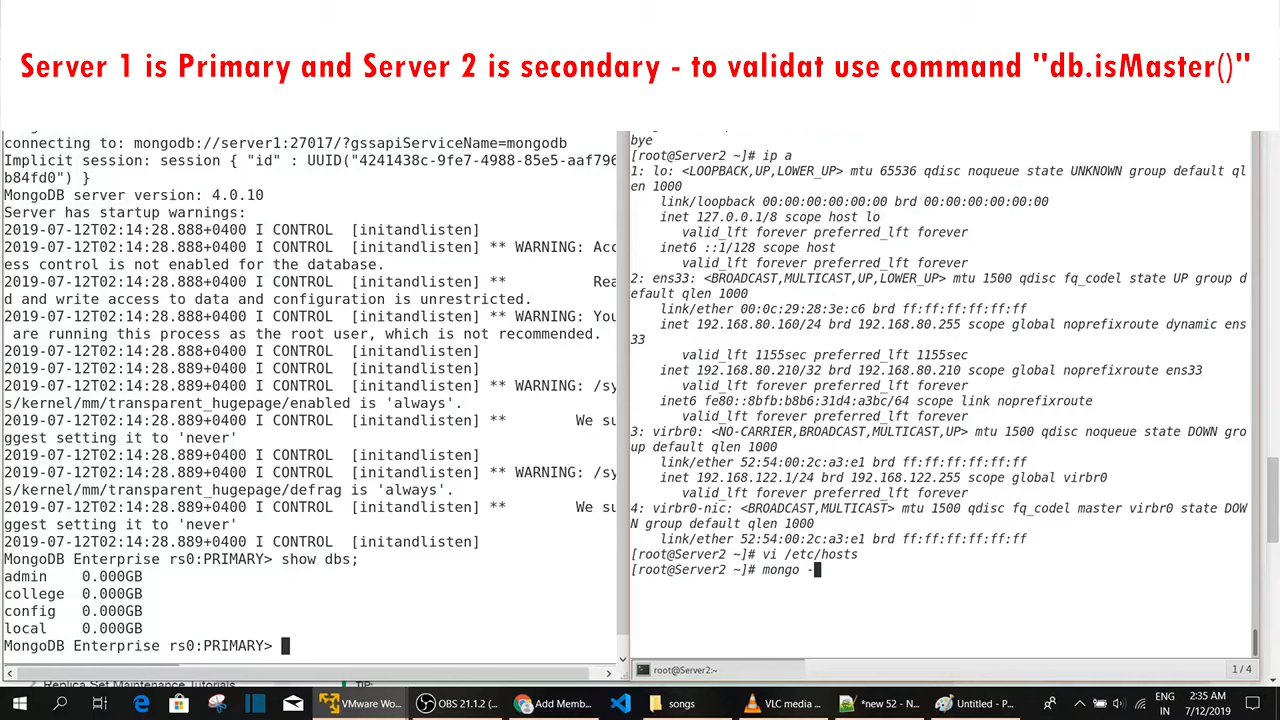 Server 1 is Primary and Server 2 is secondary - to validat use command "db.isMaster()"
connecting to: mongodb://server1:27017/?gssapiServiceName=mongodb
Implicit session: session { "id" : UUID("4241438c-9fe7-4988-85e5-aaf796
b84fd0") }
MongoDB server version: 4.0.10
Server has startup warnings:
2019-07-12T02:14:28.888+0400 I CONTROL  [initandlisten]
2019-07-12T02:14:28.888+0400 I CONTROL  [initandlisten] ** WARNING: Acc
ess control is not enabled for the database.
2019-07-12T02:14:28.888+0400 I CONTROL  [initandlisten] **          Rea
d and write access to data and configuration is unrestricted.
2019-07-12T02:14:28.888+0400 I CONTROL  [initandlisten] ** WARNING: You
 are running this process as the root user, which is not recommended.
2019-07-12T02:14:28.888+0400 I CONTROL  [initandlisten]
2019-07-12T02:14:28.888+0400 I CONTROL  [initandlisten]
2019-07-12T02:14:28.889+0400 I CONTROL  [initandlisten] ** WARNING: /sy
s/kernel/mm/transparent_hugepage/enabled is 'always'.
2019-07-12T02:14:28.889+0400 I CONTROL  [initandlisten] **        We su
ggest setting it to 'never'
2019-07-12T02:14:28.889+0400 I CONTROL  [initandlisten]
2019-07-12T02:14:28.889+0400 I CONTROL  [initandlisten] ** WARNING: /sy
s/kernel/mm/transparent_hugepage/defrag is 'always'.
2019-07-12T02:14:28.889+0400 I CONTROL  [initandlisten] **        We su
ggest setting it to 'never'
2019-07-12T02:14:28.889+0400 I CONTROL  [initandlisten]
MongoDB Enterprise rs0:PRIMARY> show dbs;
admin    0.000GB
college  0.000GB
config   0.000GB
local    0.000GB
MongoDB Enterprise rs0:PRIMARY>
bye
[root@Server2 ~]# ip a
1: lo: <LOOPBACK,UP,LOWER_UP> mtu 65536 qdisc noqueue state UNKNOWN group default ql
en 1000
    link/loopback 00:00:00:00:00:00 brd 00:00:00:00:00:00
    inet 127.0.0.1/8 scope host lo
       valid_lft forever preferred_lft forever
    inet6 ::1/128 scope host
       valid_lft forever preferred_lft forever
2: ens33: <BROADCAST,MULTICAST,UP,LOWER_UP> mtu 1500 qdisc fq_codel state UP group d
efault qlen 1000
    link/ether 00:0c:29:28:3e:c6 brd ff:ff:ff:ff:ff:ff
    inet 192.168.80.160/24 brd 192.168.80.255 scope global noprefixroute dynamic ens
33
       valid_lft 1155sec preferred_lft 1155sec
    inet 192.168.80.210/32 brd 192.168.80.210 scope global noprefixroute ens33
       valid_lft forever preferred_lft forever
    inet6 fe80::8bfb:b8b6:31d4:a3bc/64 scope link noprefixroute
       valid_lft forever preferred_lft forever
3: virbr0: <NO-CARRIER,BROADCAST,MULTICAST,UP> mtu 1500 qdisc noqueue state DOWN gro
up default qlen 1000
    link/ether 52:54:00:2c:a3:e1 brd ff:ff:ff:ff:ff:ff
    inet 192.168.122.1/24 brd 192.168.122.255 scope global virbr0
       valid_lft forever preferred_lft forever
4: virbr0-nic: <BROADCAST,MULTICAST> mtu 1500 qdisc fq_codel master virbr0 state DOW
N group default qlen 1000
    link/ether 52:54:00:2c:a3:e1 brd ff:ff:ff:ff:ff:ff
[root@Server2 ~]# vi /etc/hosts
[root@Server2 ~]# mongo -
root@Server2:~
1 / 4
Replica Set Maintenance Tutorials
TIP:
VMware Wo...
OBS 21.1.2 (...
Add Memb...
songs
VLC media ...
*new 52 - N...
Untitled - P...
ENG
IN
2:35 AM
7/12/2019